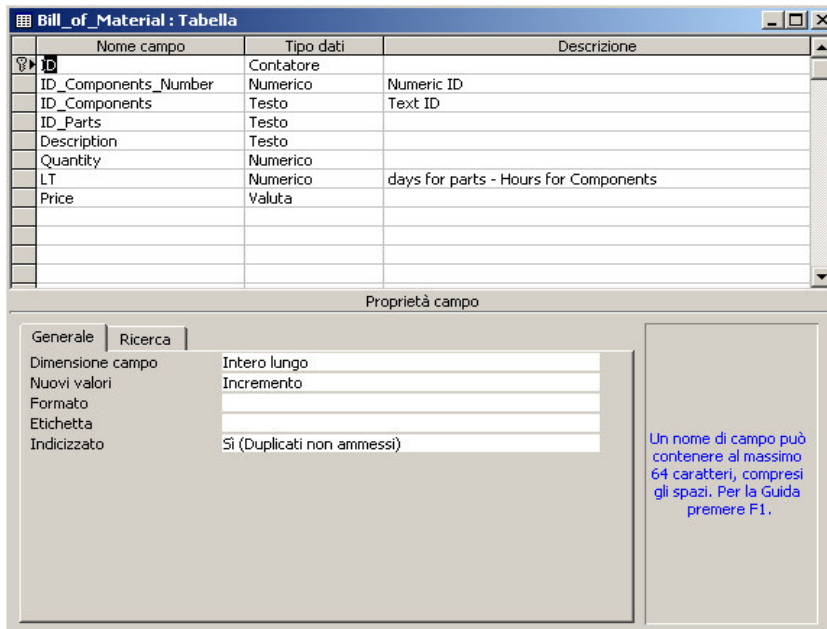 Bill_of_Material : Tabella
Nome campo Tipo dati Descrizione
ID Contatore
ID_Components_Number Numerico Numeric ID
ID_Components Testo Text ID
ID_Parts Testo
Description Testo
Quantity Numerico
LT Numerico days for parts - Hours for Components
Price Valuta
Proprietà campo
Generale Ricerca
Dimensione campo Intero lungo
Nuovi valori Incremento
Formato
Etichetta
Indicizzato Sì (Duplicati non ammessi)
Un nome di campo può
contenere al massimo
64 caratteri, compresi
gli spazi. Per la Guida
premere F1.